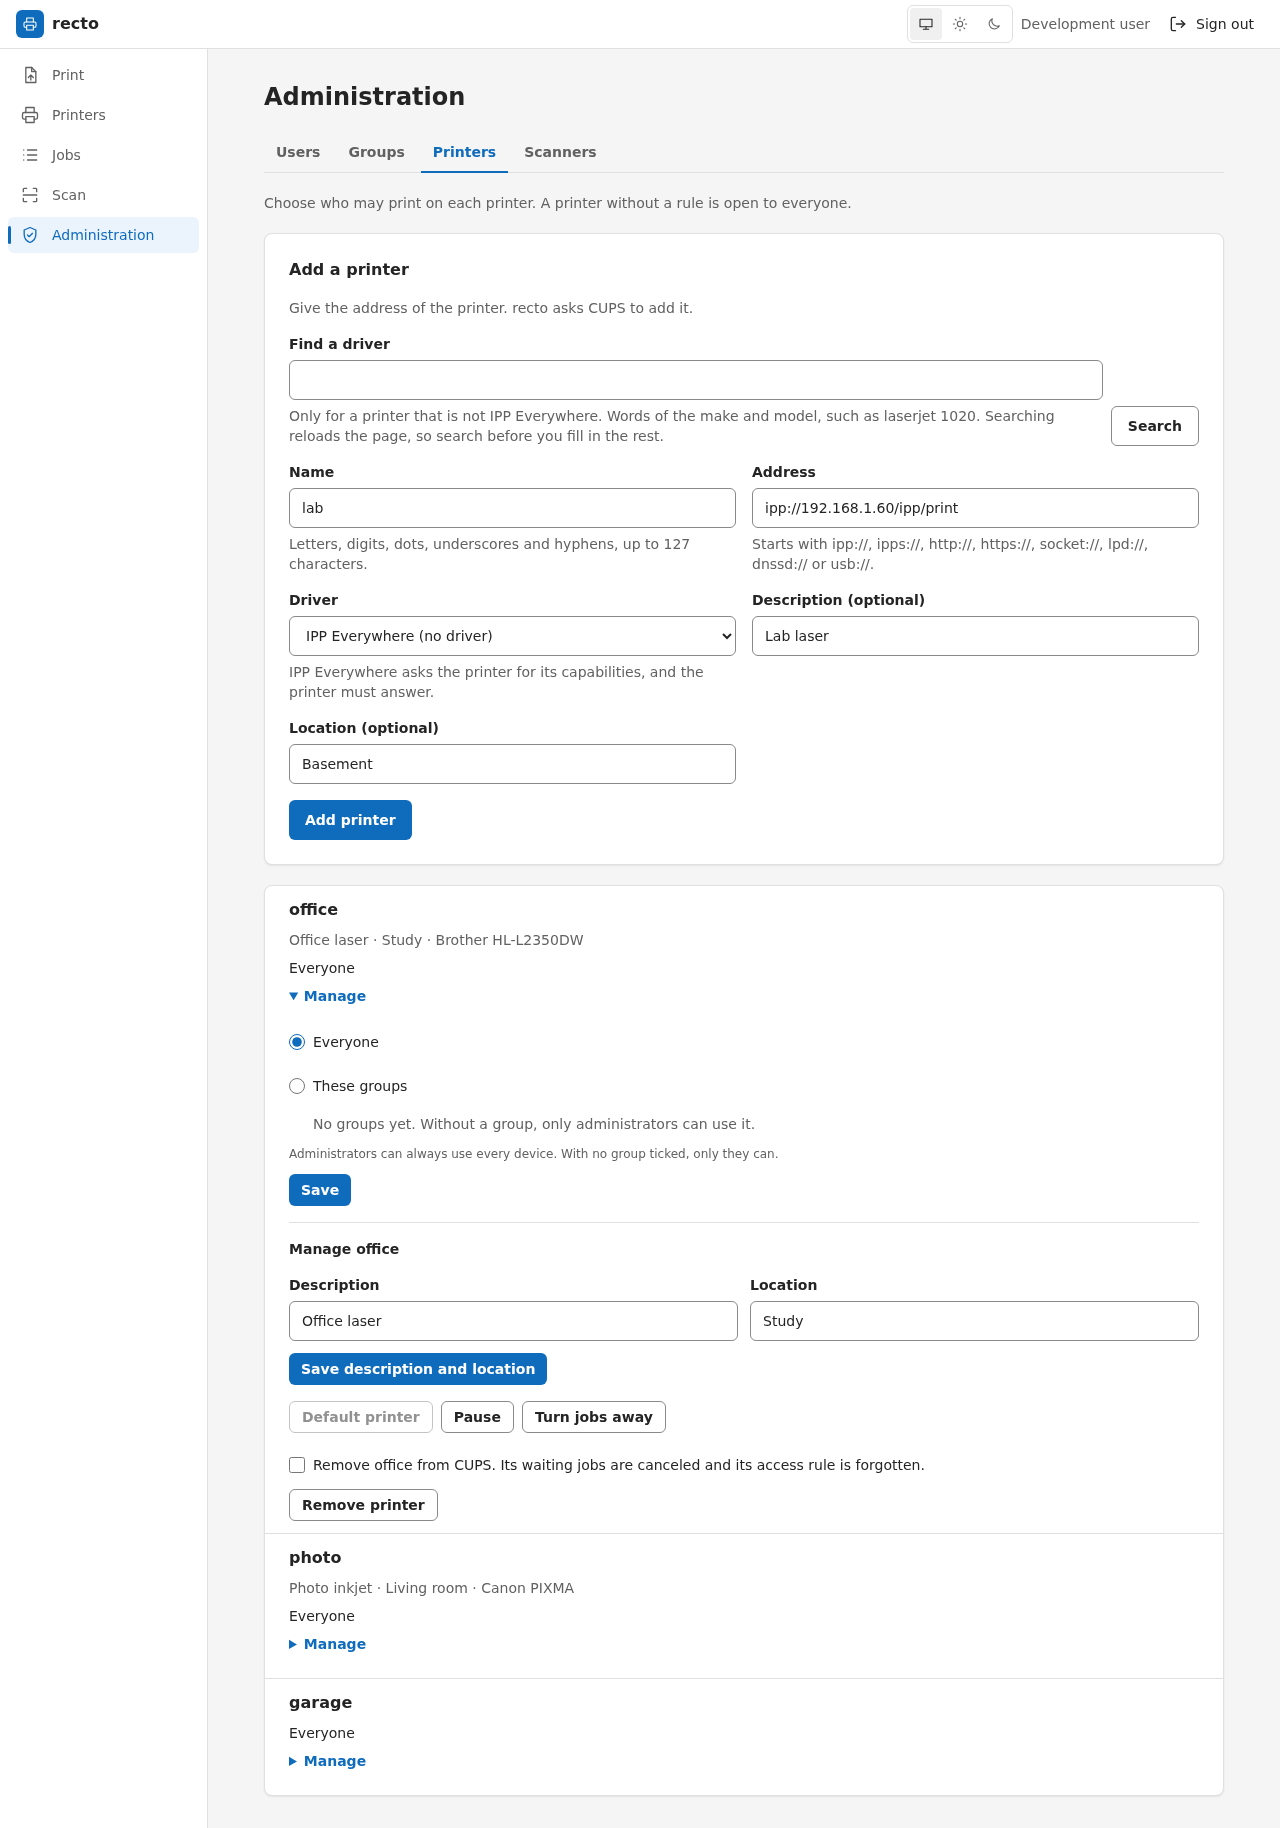 recto
Development user
Sign out
Print
Printers
Jobs
Scan
Administration
Administration
Users Groups Printers Scanners
Choose who may print on each printer. A printer without a rule is open to everyone.
Add a printer
Give the address of the printer. recto asks CUPS to add it.
Find a driver
Only for a printer that is not IPP Everywhere. Words of the make and model, such as laserjet 1020. Searching
reloads the page, so search before you fill in the rest.
Search
Name
lab
Letters, digits, dots, underscores and hyphens, up to 127
characters.
Address
ipp://192.168.1.60/ipp/print
Starts with ipp://, ipps://, http://, https://, socket://, lpd://,
dnssd:// or usb://.
Driver
IPP Everywhere (no driver)
IPP Everywhere asks the printer for its capabilities, and the
printer must answer.
Description (optional)
Lab laser
Location (optional)
Basement
Add printer
office
Office laser · Study · Brother HL-L2350DW
Everyone
Manage
Everyone
These groups
No groups yet. Without a group, only administrators can use it.
Administrators can always use every device. With no group ticked, only they can.
Save
Manage office
Description
Office laser
Location
Study
Save description and location
Default printer
Pause
Turn jobs away
Remove office from CUPS. Its waiting jobs are canceled and its access rule is forgotten.
Remove printer
photo
Photo inkjet · Living room · Canon PIXMA
Everyone
Manage
garage
Everyone
Manage